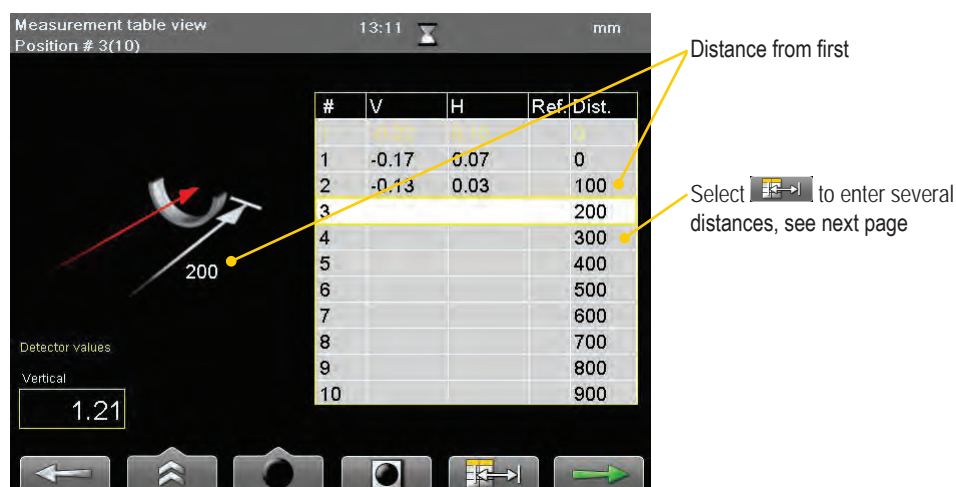 Measurement table view 13:11 mm
Position # 3(10)
Distance from first
# V H Ref. Dist.
0
1 -0.17 0.07 0
2 -0.13 0.03 100
3 200
4 300
5 400
6 500
7 600
8 700
9 800
10 900
Select to enter several
distances, see next page
200
Detector values
Vertical
1.21